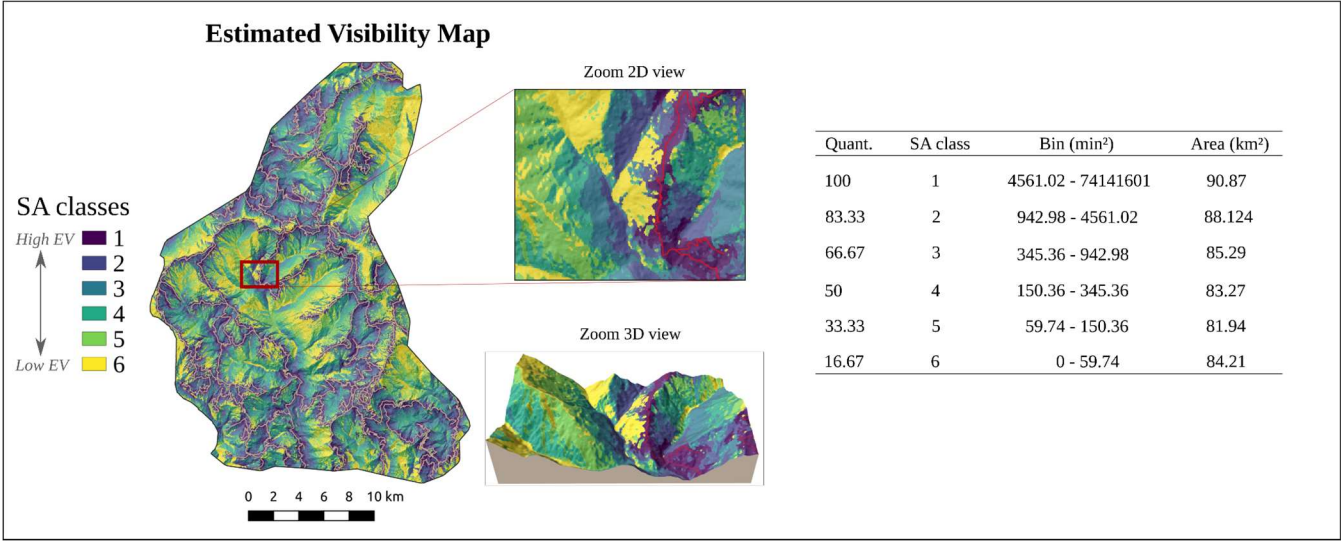 Estimated Visibility Map
Zoom 2D view
SA classes
High EV
Low EV
1
2
3
4
5
6
Zoom 3D view
0 2 4 6 8 10 km
Quant. SA class Bin (min²) Area (km²)
100 1 4561.02 - 74141601 90.87
83.33 2 942.98 - 4561.02 88.124
66.67 3 345.36 - 942.98 85.29
50 4 150.36 - 345.36 83.27
33.33 5 59.74 - 150.36 81.94
16.67 6 0 - 59.74 84.21